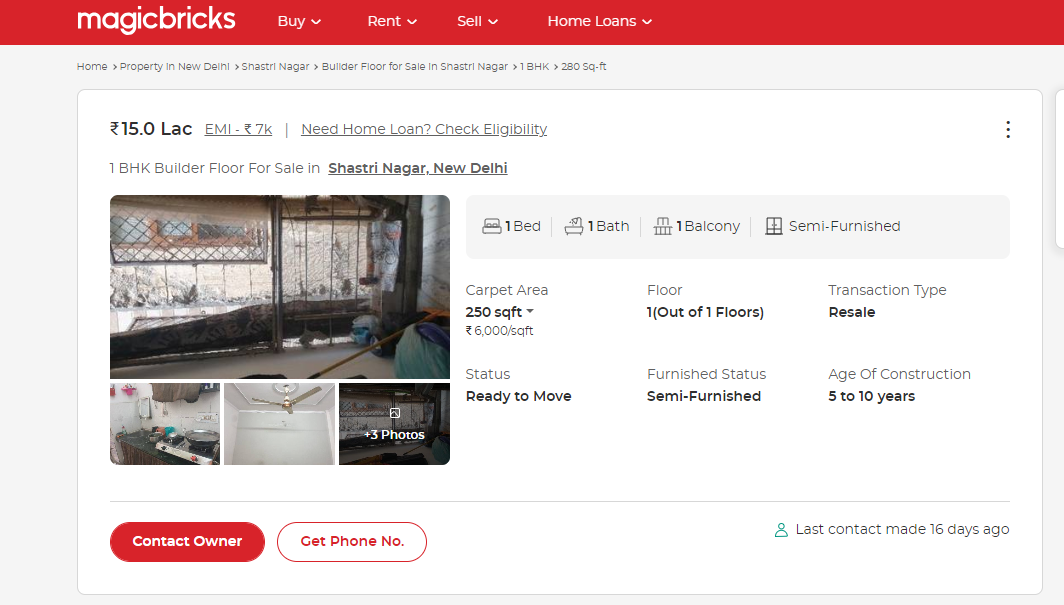 magicbricks
Buy Rent Sell Home Loans
Home > Property in New Delhi > Shastri Nagar > Builder Floor for Sale in Shastri Nagar > 1 BHK > 280 Sq-ft
₹15.0 Lac EMI - ₹ 7k | Need Home Loan? Check Eligibility
1 BHK Builder Floor For Sale in Shastri Nagar, New Delhi
1 Bed 1 Bath 1 Balcony Semi-Furnished
Carpet Area Floor Transaction Type
250 sqft 1(Out of 1 Floors) Resale
₹ 6,000/sqft
Status Furnished Status Age Of Construction
Ready to Move Semi-Furnished 5 to 10 years
+3 Photos
Contact Owner Get Phone No. Last contact made 16 days ago